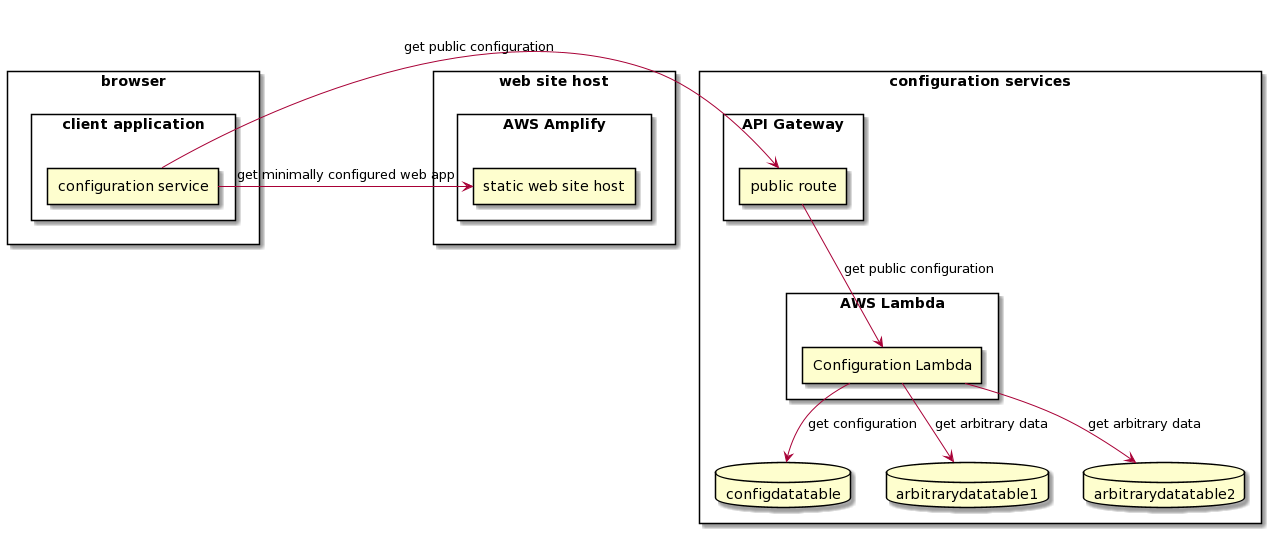 get public configuration
browser
web site host
configuration services
client application
AWS Amplify
API Gateway
configuration service
get minimally configured web app
static web site host
public route
get public configuration
AWS Lambda
Configuration Lambda
get configuration
get arbitrary data
get arbitrary data
configdatatable
arbitrarydatatable1
arbitrarydatatable2